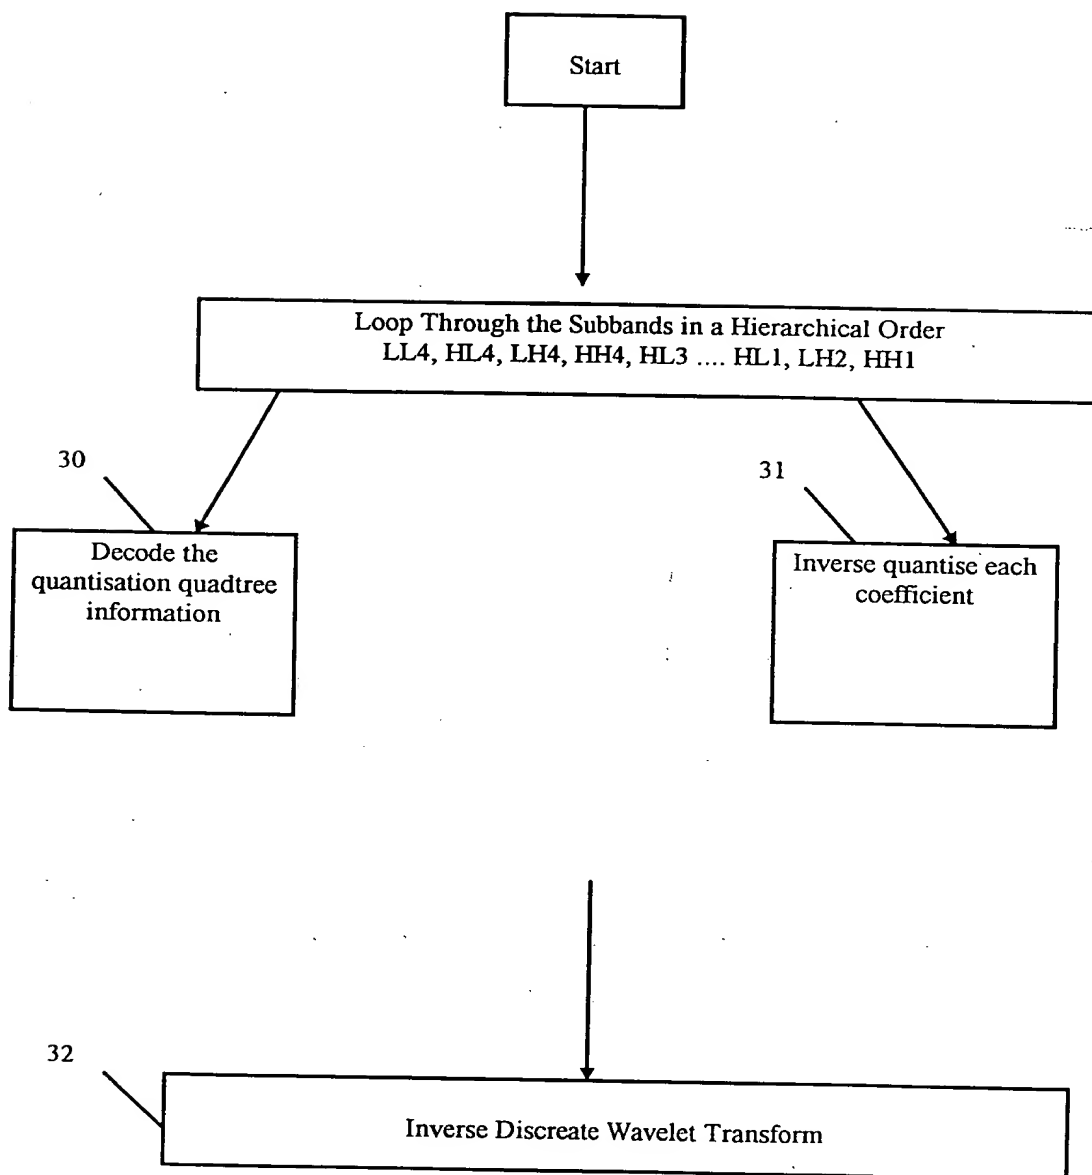 Start
Loop Through the Subbands in a Hierarchical Order
LL4, HL4, LH4, HH4, HL3 .... HL1, LH2, HH1
30
31
Decode the
quantisation quadtree
information
Inverse quantise each
coefficient
32
Inverse Discreate Wavelet Transform